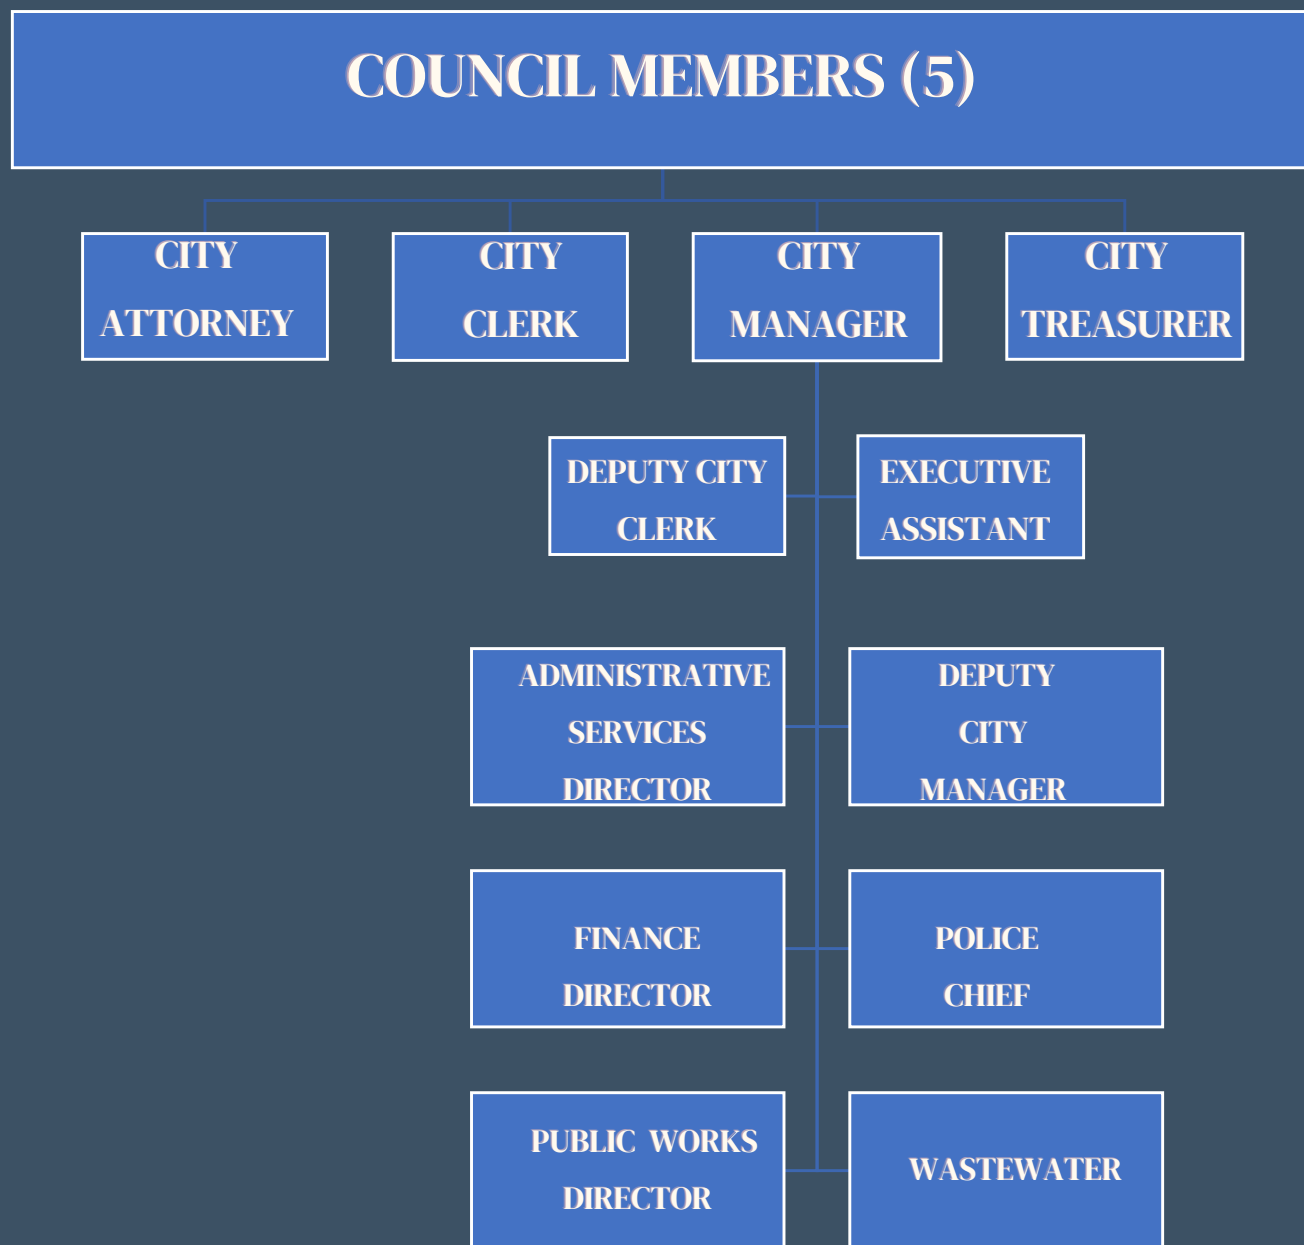 COUNCIL MEMBERS (5)
CITY
ATTORNEY
CITY
CLERK
CITY
MANAGER
CITY
TREASURER
DEPUTY CITY
CLERK
EXECUTIVE
ASSISTANT
ADMINISTRATIVE
SERVICES
DIRECTOR
DEPUTY
CITY
MANAGER
FINANCE
DIRECTOR
POLICE
CHIEF
PUBLIC WORKS
DIRECTOR
WASTEWATER